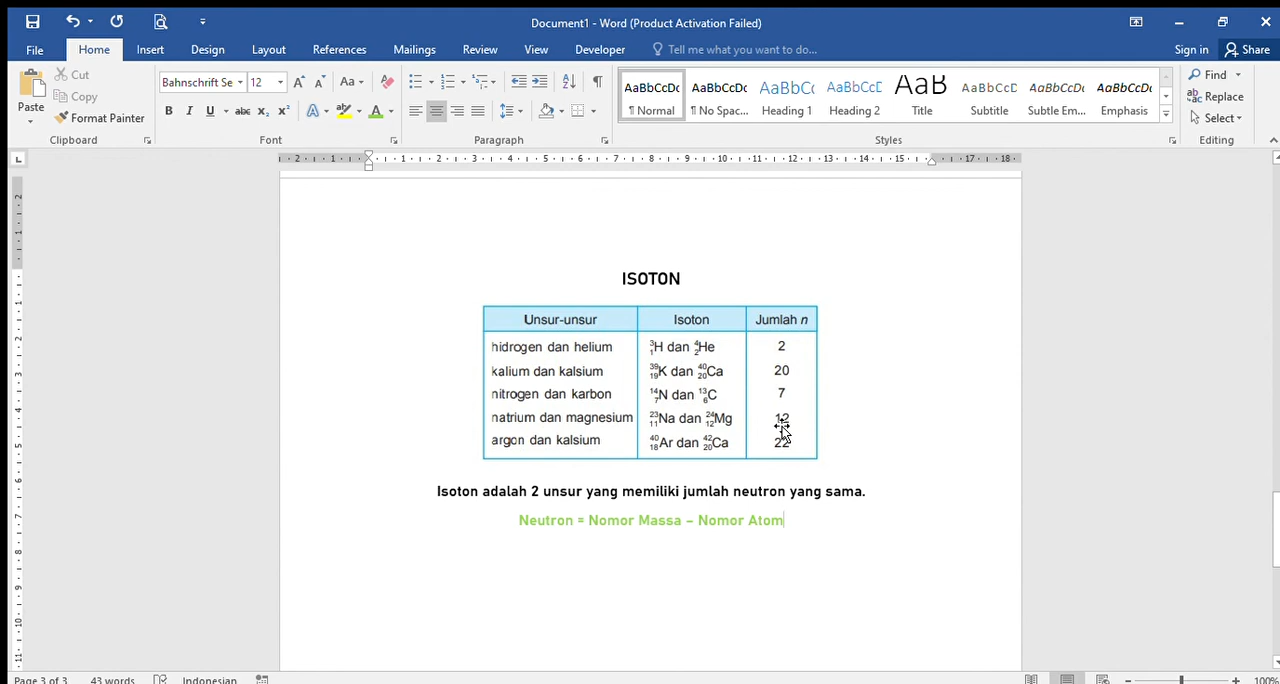 Document1 - Word (Product Activation Failed)
File Home Insert Design Layout References Mailings Review View Developer Tell me what you want to do... Sign in Share
Paste
Cut
Copy
Format Painter
Clipboard
Bahnschrift Se 12
Font
Paragraph
AaBbCcDc AaBbCcDc AaBbCc AaBbCcC AaB AaBbCcC AaBbCcDc AaBbCcDc
¶ Normal ¶ No Spac... Heading 1 Heading 2 Title Subtitle Subtle Em... Emphasis
Styles
Find
Replace
Select
Editing
ISOTON
Unsur-unsur Isoton Jumlah n
hidrogen dan helium ³₁H dan ⁴₂He 2
kalium dan kalsium ³⁹₁₉K dan ⁴⁰₂₀Ca 20
nitrogen dan karbon ¹⁴₇N dan ¹³₆C 7
natrium dan magnesium ²³₁₁Na dan ²⁴₁₂Mg 12
argon dan kalsium ⁴⁰₁₈Ar dan ⁴²₂₀Ca 22
Isoton adalah 2 unsur yang memiliki jumlah neutron yang sama.
Neutron = Nomor Massa – Nomor Atom
Page 3 of 3 43 words Indonesian 100%